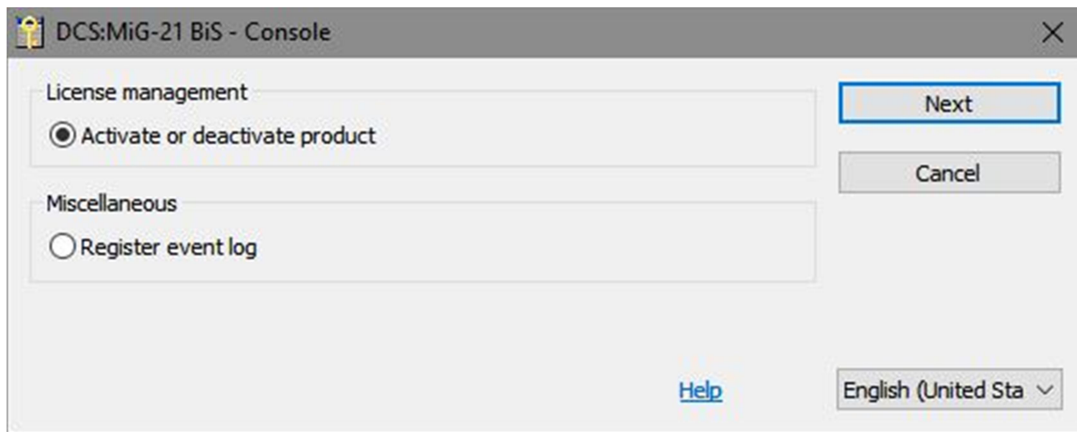 DCS:MiG-21 BiS - Console
License management
Activate or deactivate product
Next
Cancel
Miscellaneous
Register event log
Help
English (United Sta